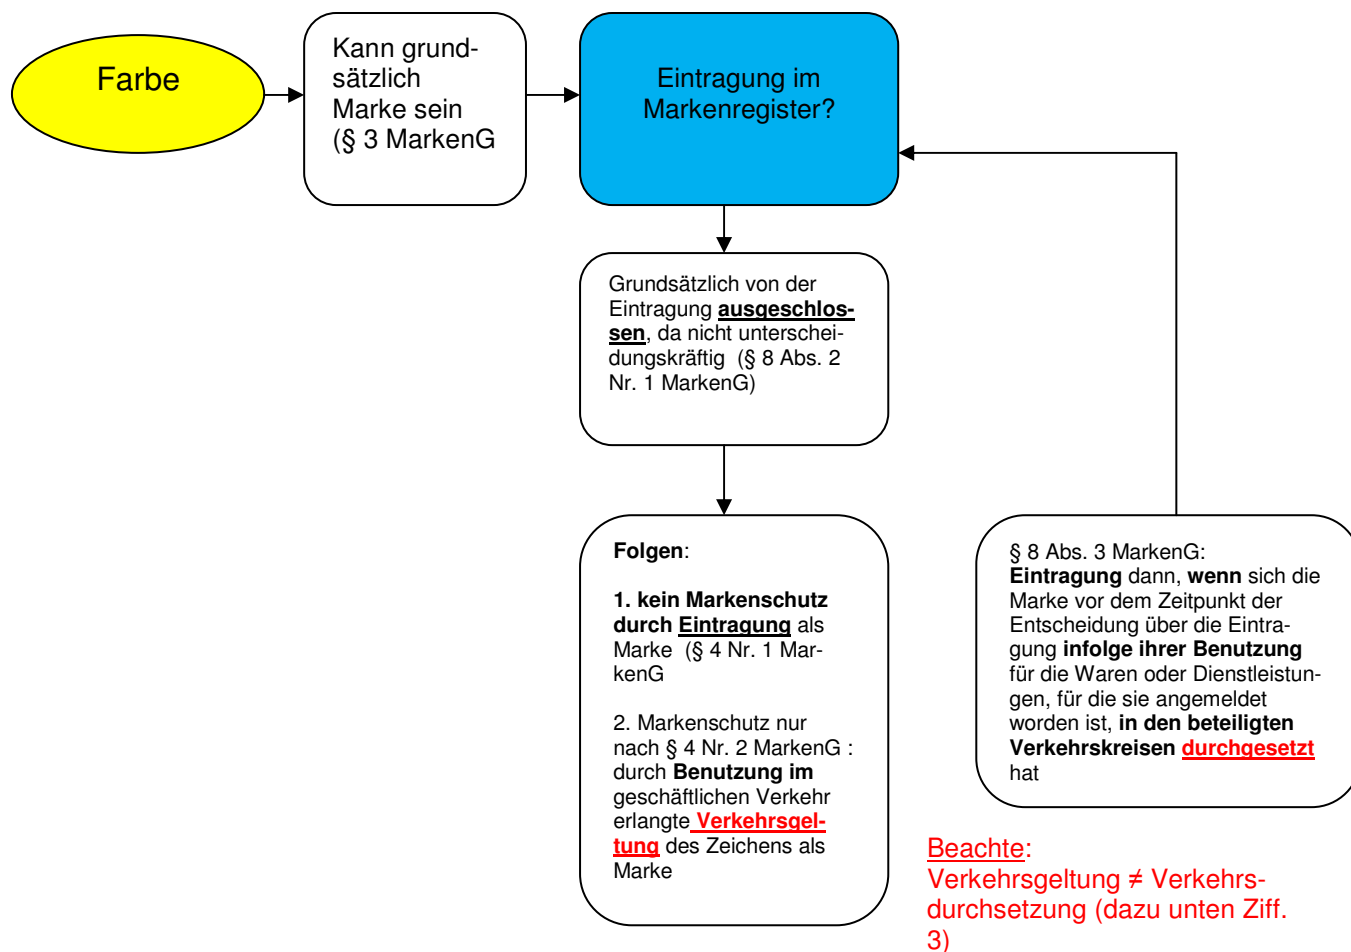 Farbe
Kann grund-
sätzlich
Marke sein
(§ 3 MarkenG
Eintragung im
Markenregister?
Grundsätzlich von der
Eintragung ausgeschlos-
sen, da nicht unterschei-
dungskräftig (§ 8 Abs. 2
Nr. 1 MarkenG)
Folgen:
1. kein Markenschutz
durch Eintragung als
Marke (§ 4 Nr. 1 Mar-
kenG
2. Markenschutz nur
nach § 4 Nr. 2 MarkenG :
durch Benutzung im
geschäftlichen Verkehr
erlangte Verkehrsgel-
tung des Zeichens als
Marke
§ 8 Abs. 3 MarkenG:
Eintragung dann, wenn sich die
Marke vor dem Zeitpunkt der
Entscheidung über die Eintra-
gung infolge ihrer Benutzung
für die Waren oder Dienstleistun-
gen, für die sie angemeldet
worden ist, in den beteiligten
Verkehrskreisen durchgesetzt
hat
Beachte:
Verkehrsgeltung ≠ Verkehrs-
durchsetzung (dazu unten Ziff.
3)